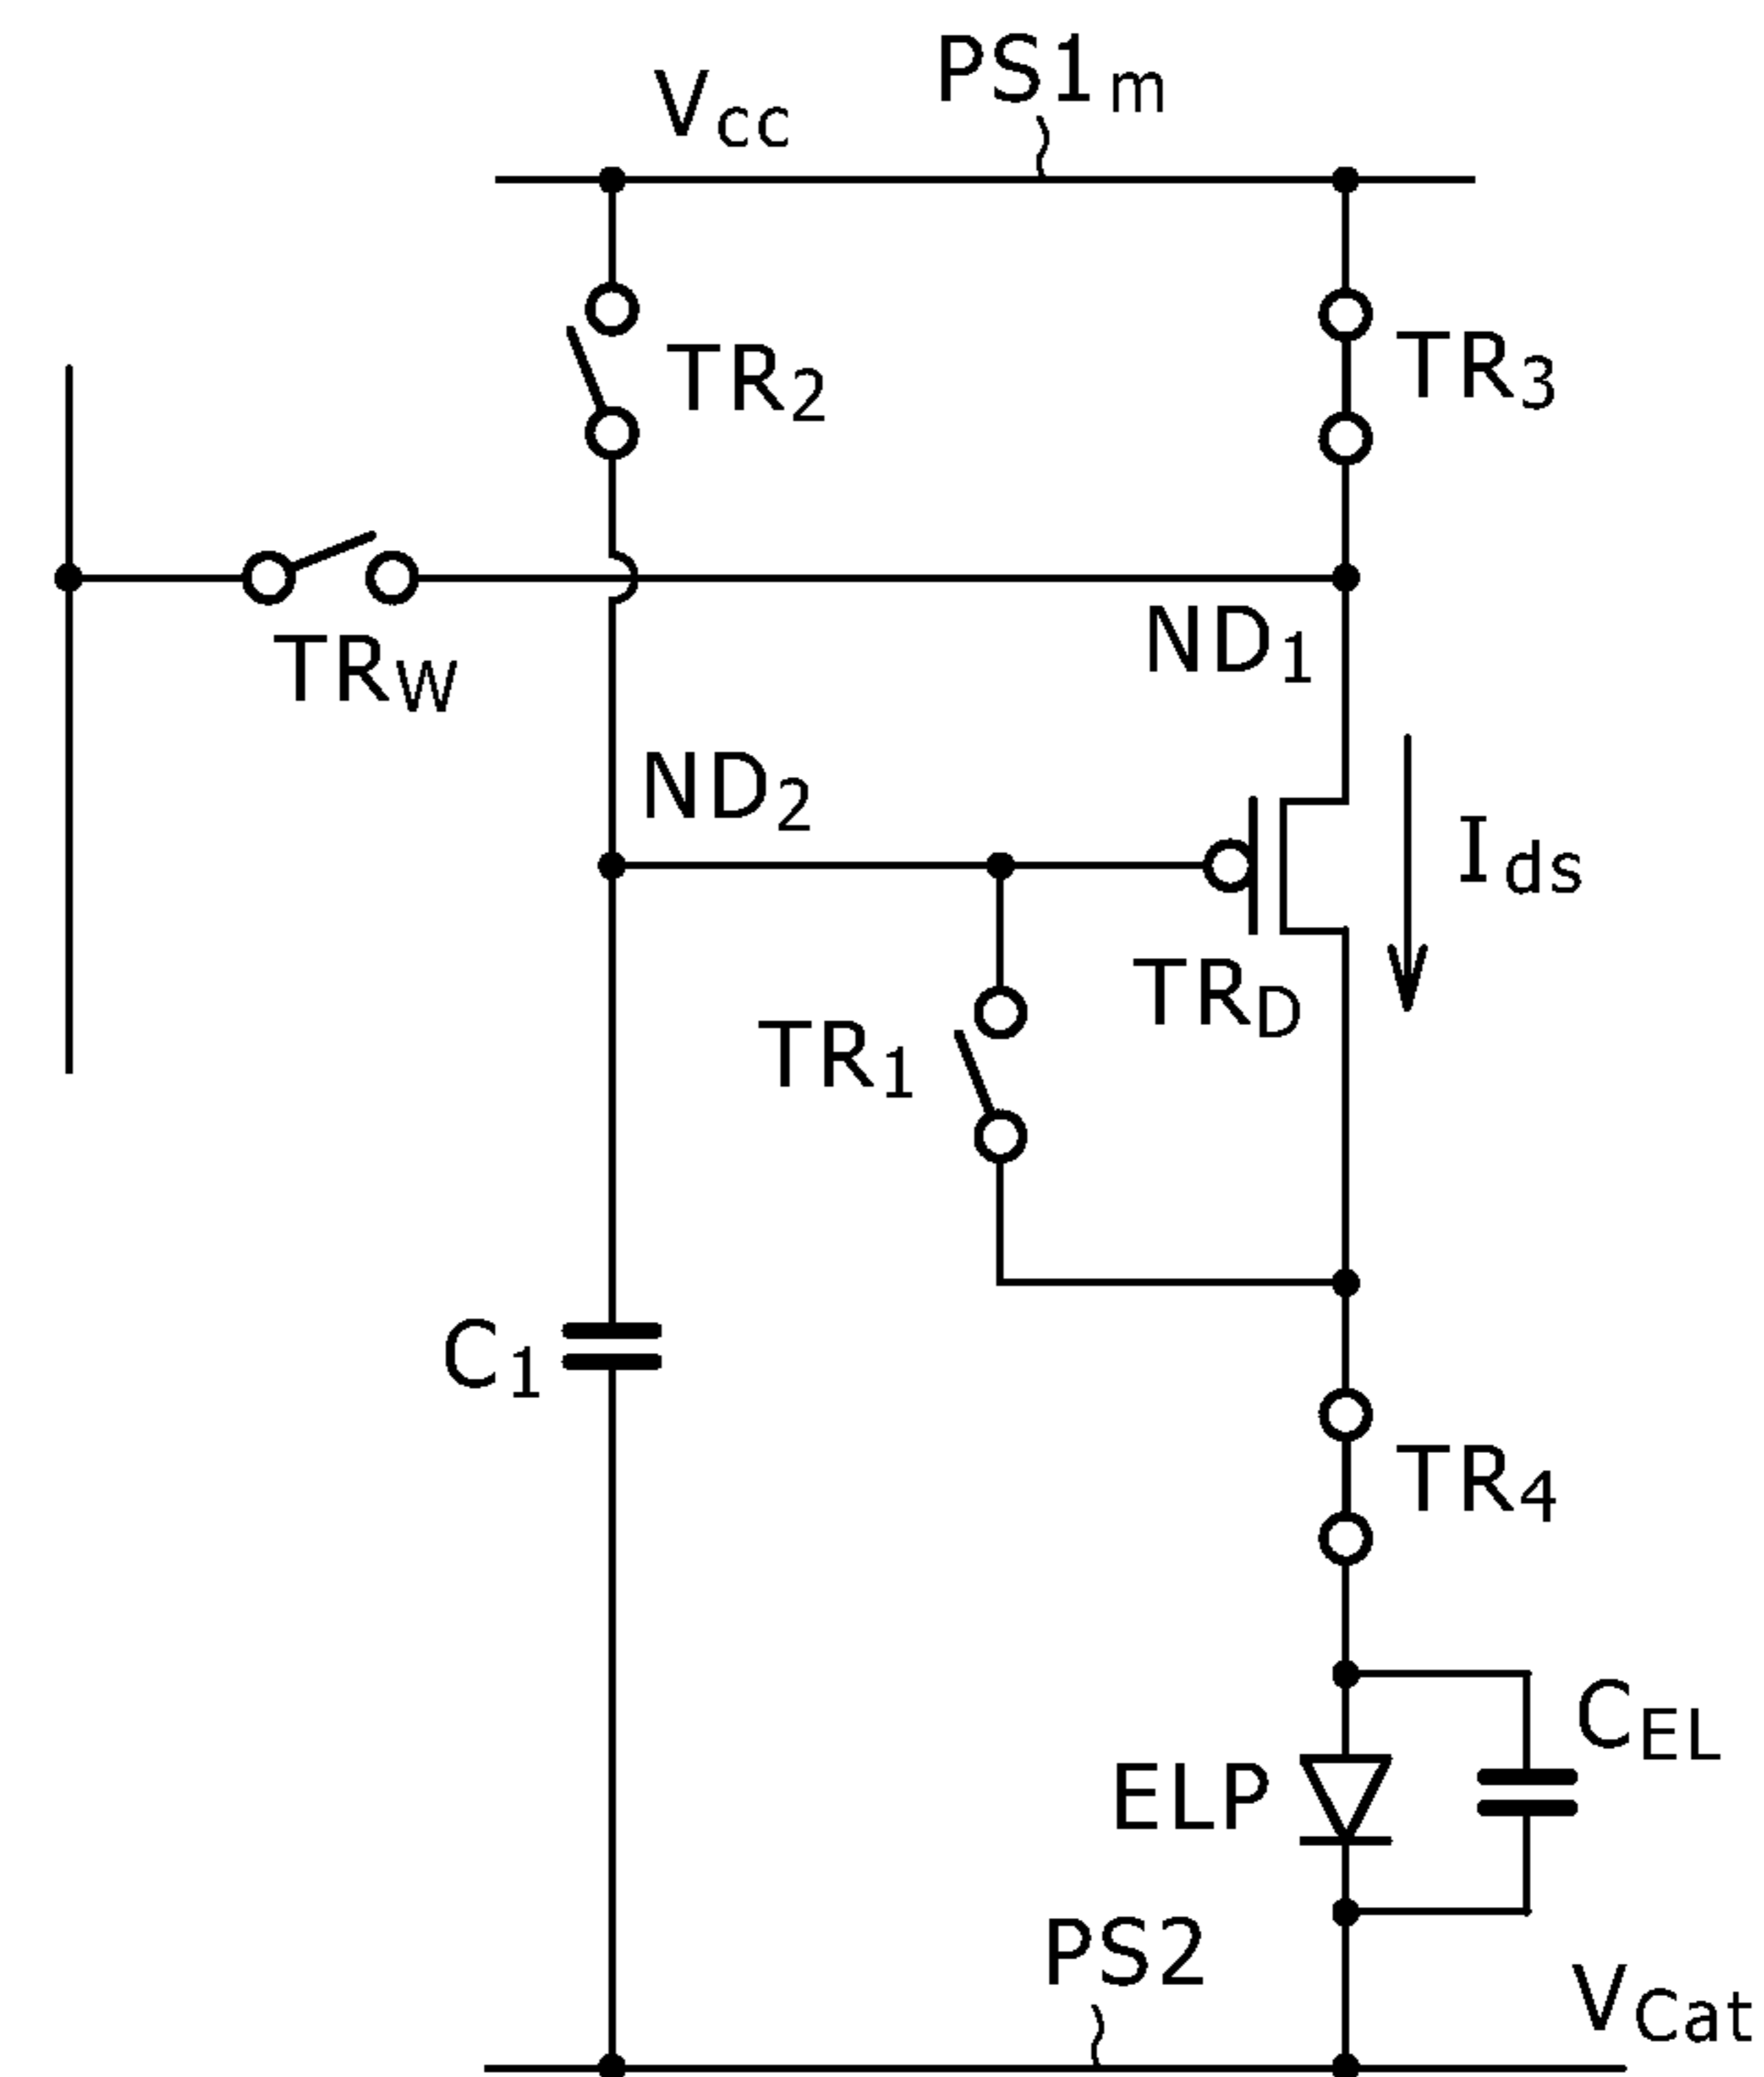 PS1m
Vcc
TR2
TR3
TRW
ND1
ND2
Ids
TRD
TR1
C1
TR4
CEL
ELP
PS2
VCat